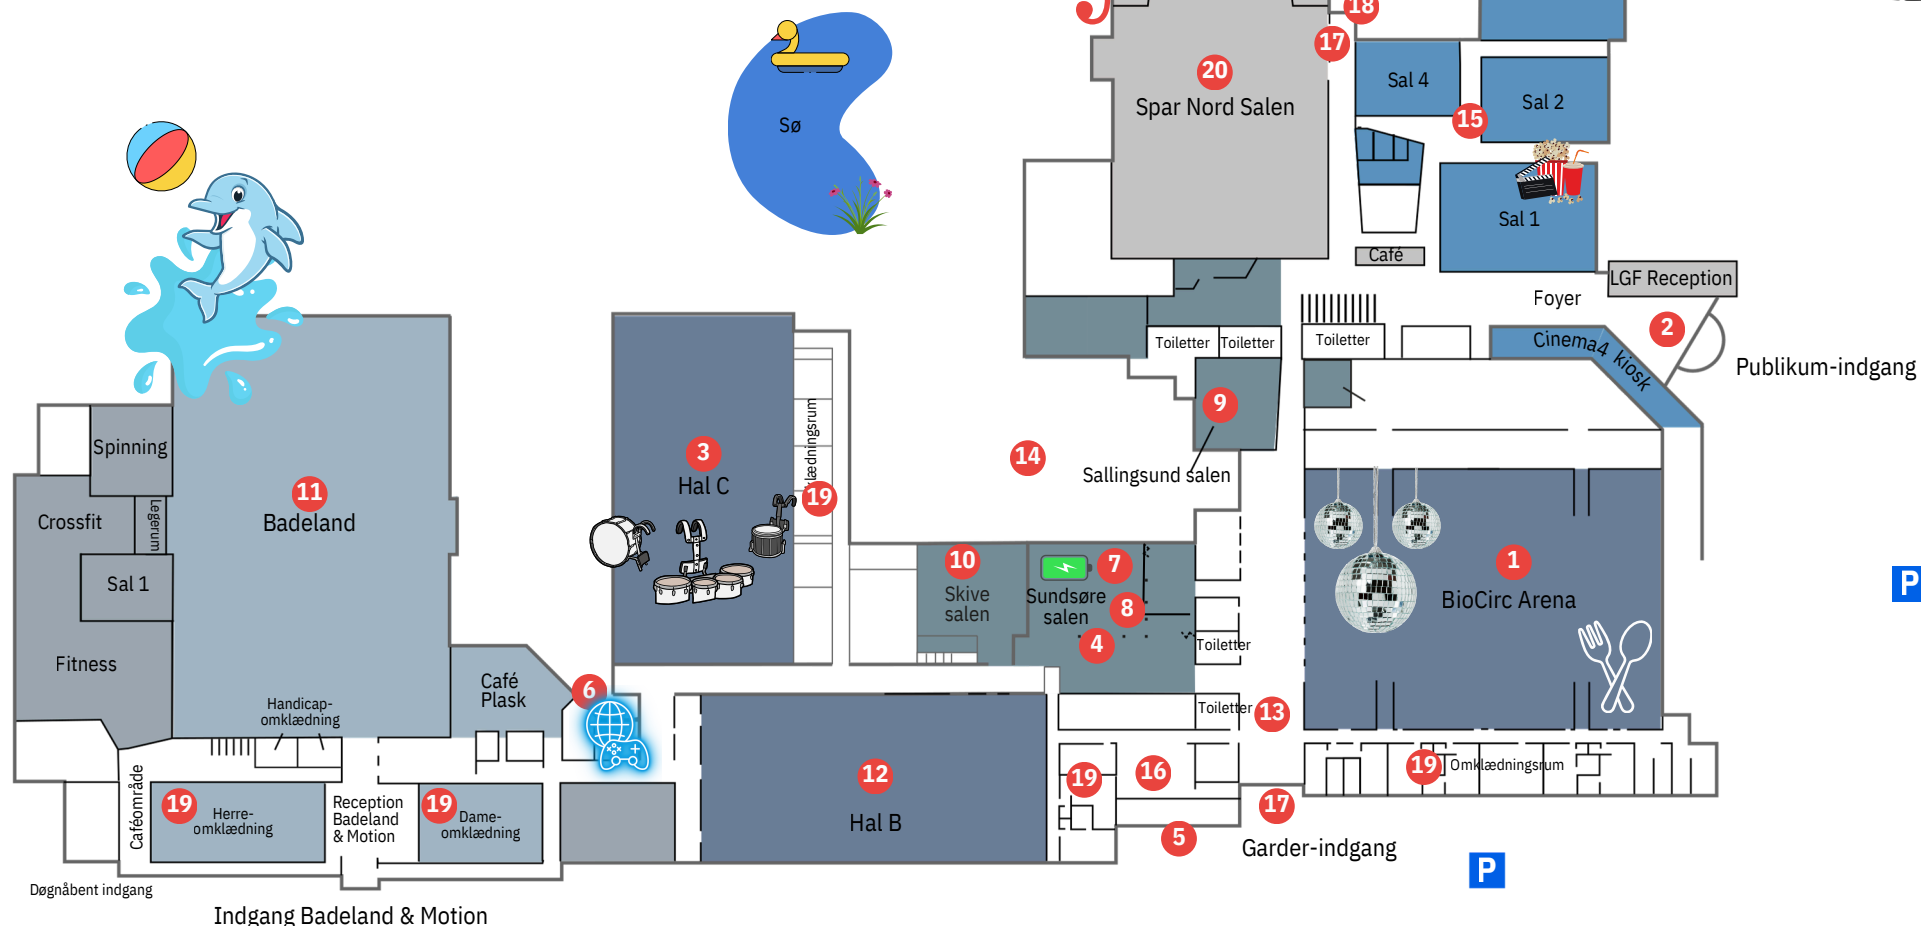 18
17
20
Spar Nord Salen
Sal 4
Sal 2
15
Sø
Sal 1
Café
LGF Reception
Foyer
2
Toiletter
Toiletter
Toiletter
Cinema4 kiosk
Publikum-indgang
9
Sallingsund salen
14
Spinning
Crossfit
Legerum
Sal 1
Fitness
11
Badeland
3
Hal C
19
10
Skive
salen
7
Sundsøre
salen
8
4
Toiletter
Toiletter
13
1
BioCirc Arena
P
Café
Plask
6
Handicap-
omklædning
Caféområde
19
Herre-
omklædning
Reception
Badeland
& Motion
19
Dame-
omklædning
12
Hal B
19
16
5
17
Garder-indgang
19
Omklædningsrum
P
Døgnåbent indgang
Indgang Badeland & Motion